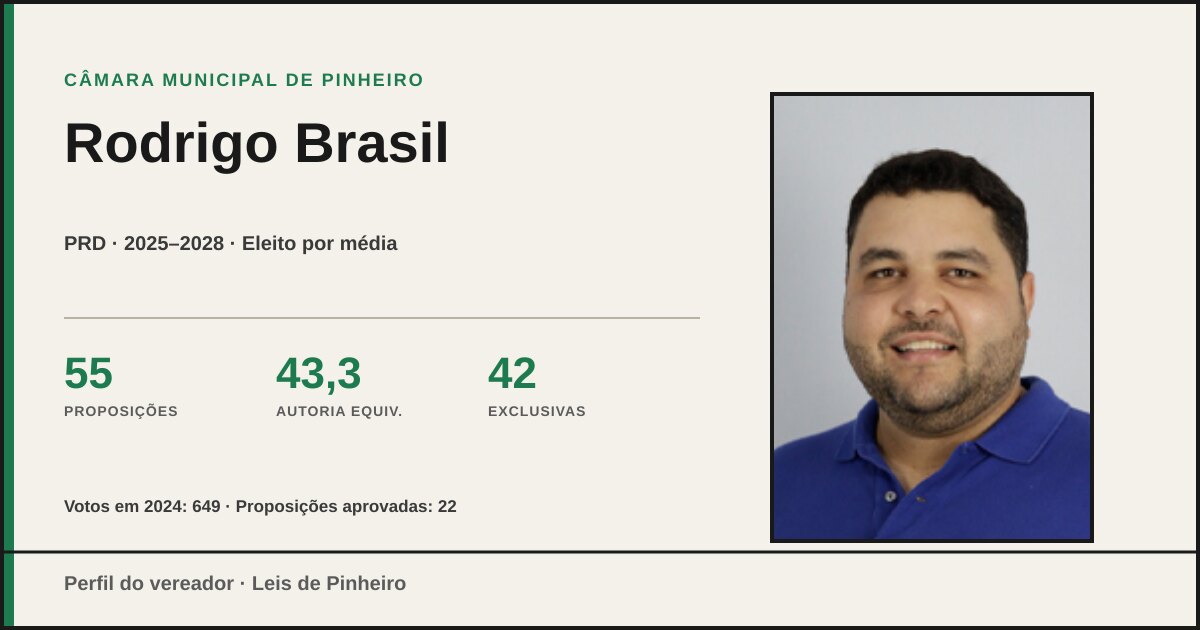 CÂMARA MUNICIPAL DE PINHEIRO
Rodrigo Brasil
PRD · 2025–2028 · Eleito por média
55 43,3 42
PROPOSIÇÕES AUTORIA EQUIV. EXCLUSIVAS
Votos em 2024: 649 · Proposições aprovadas: 22
Perfil do vereador · Leis de Pinheiro